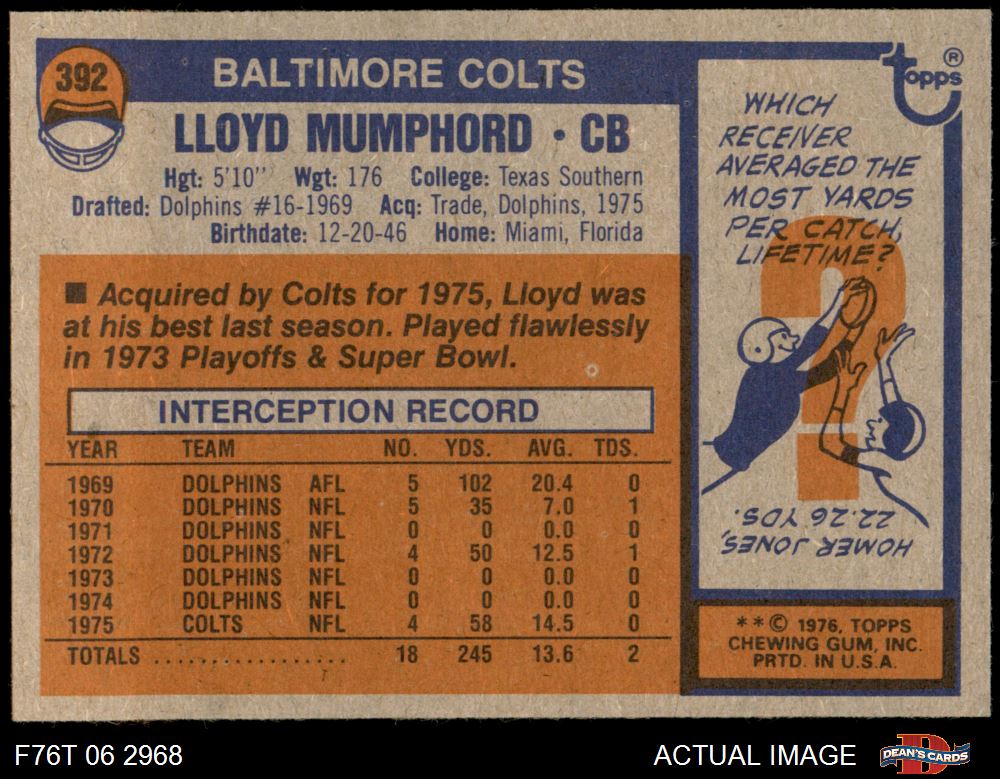 392
BALTIMORE COLTS
LLOYD MUMPHORD • CB
Hgt: 5'10'' Wgt: 176 College: Texas Southern
Drafted: Dolphins #16-1969 Acq: Trade, Dolphins, 1975
Birthdate: 12-20-46 Home: Miami, Florida
■ Acquired by Colts for 1975, Lloyd was
at his best last season. Played flawlessly
in 1973 Playoffs & Super Bowl.
INTERCEPTION RECORD
YEAR TEAM NO. YDS. AVG. TDS.
1969 DOLPHINS AFL 5 102 20.4 0
1970 DOLPHINS NFL 5 35 7.0 1
1971 DOLPHINS NFL 0 0 0.0 0
1972 DOLPHINS NFL 4 50 12.5 1
1973 DOLPHINS NFL 0 0 0.0 0
1974 DOLPHINS NFL 0 0 0.0 0
1975 COLTS NFL 4 58 14.5 0
TOTALS .................. 18 245 13.6 2
topps ®
WHICH
RECEIVER
AVERAGED THE
MOST YARDS
PER CATCH,
LIFETIME?
?
HOMER JONES,
22.26 YDS.
**© 1976, TOPPS
CHEWING GUM, INC.
PRTD. IN U.S.A.
F76T 06 2968
ACTUAL IMAGE
D
DEAN'S CARDS